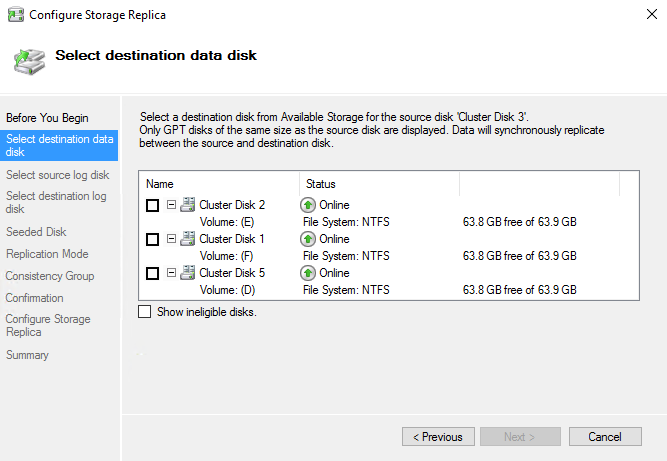 Configure Storage Replica
Select destination data disk
Before You Begin
Select destination data
disk
Select source log disk
Select destination log
disk
Seeded Disk
Replication Mode
Consistency Group
Confirmation
Configure Storage
Replica
Summary
Select a destination disk from Available Storage for the source disk 'Cluster Disk 3'.
Only GPT disks of the same size as the source disk are displayed. Data will synchronously replicate
between the source and destination disk.
Name Status
Cluster Disk 2 Online
Volume: (E) File System: NTFS 63.8 GB free of 63.9 GB
Cluster Disk 1 Online
Volume: (F) File System: NTFS 63.8 GB free of 63.9 GB
Cluster Disk 5 Online
Volume: (D) File System: NTFS 63.8 GB free of 63.9 GB
Show ineligible disks.
< Previous Next > Cancel